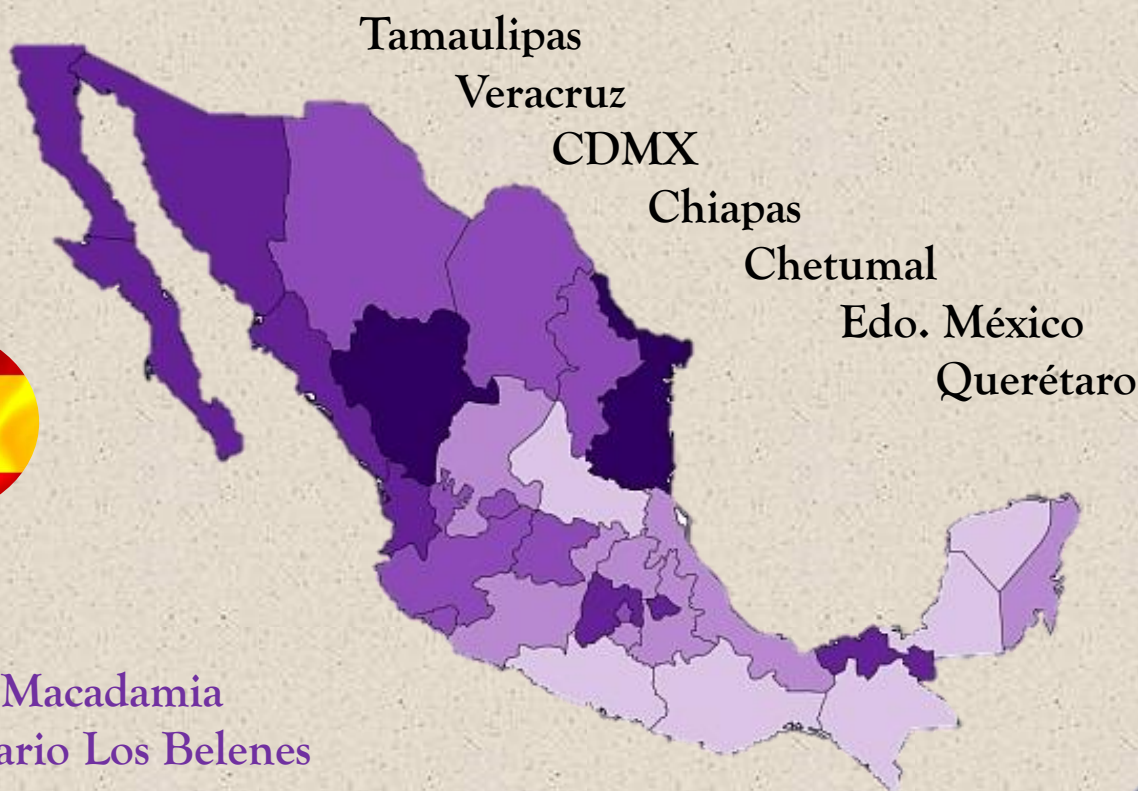 Tamaulipas
Veracruz
CDMX
Chiapas
Chetumal
Edo. México
Querétaro
Macadamia
Los Belenes